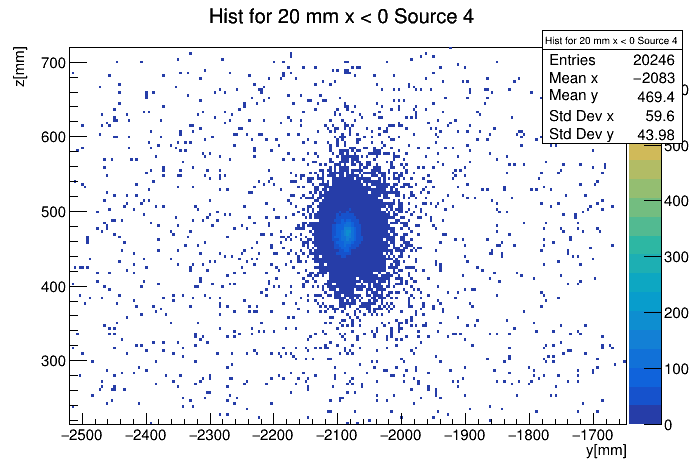 Hist for 20 mm x < 0 Source 4
Hist for 20 mm x < 0 Source 4
Entries 20246
Mean x −2083
Mean y 469.4
Std Dev x 59.6
Std Dev y 43.98
z[mm]
700
600
500
400
300
0
500
400
300
200
100
0
−2500 −2400 −2300 −2200 −2100 −2000 −1900 −1800 −1700
y[mm]